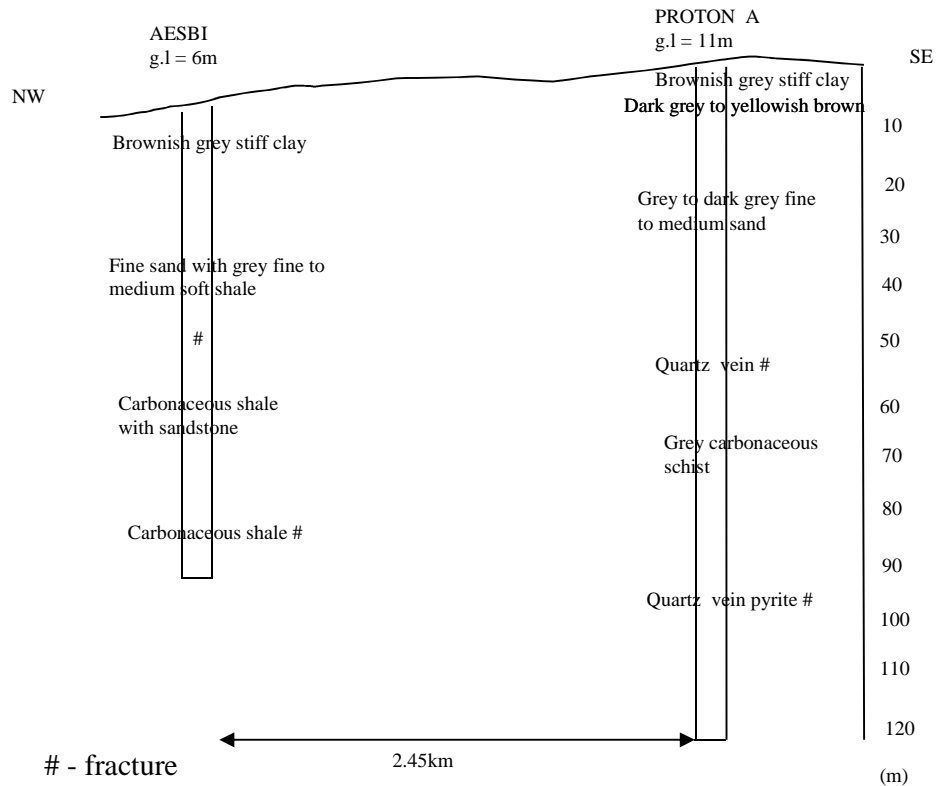 AESBI
g.l = 6m
PROTON A
g.l = 11m
NW
SE
Brownish grey stiff clay
Dark grey to yellowish brown
Brownish grey stiff clay
Grey to dark grey fine
to medium sand
Fine sand with grey fine to
medium soft shale
#
Quartz vein #
Carbonaceous shale
with sandstone
Grey carbonaceous
schist
Carbonaceous shale #
Quartz vein pyrite #
10
20
30
40
50
60
70
80
90
100
110
120
(m)
2.45km
# - fracture